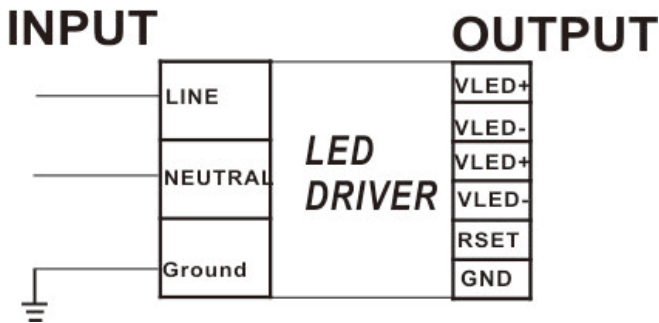 INPUT
OUTPUT
LINE
NEUTRAL
Ground
LED
DRIVER
VLED+
VLED-
VLED+
VLED-
RSET
GND